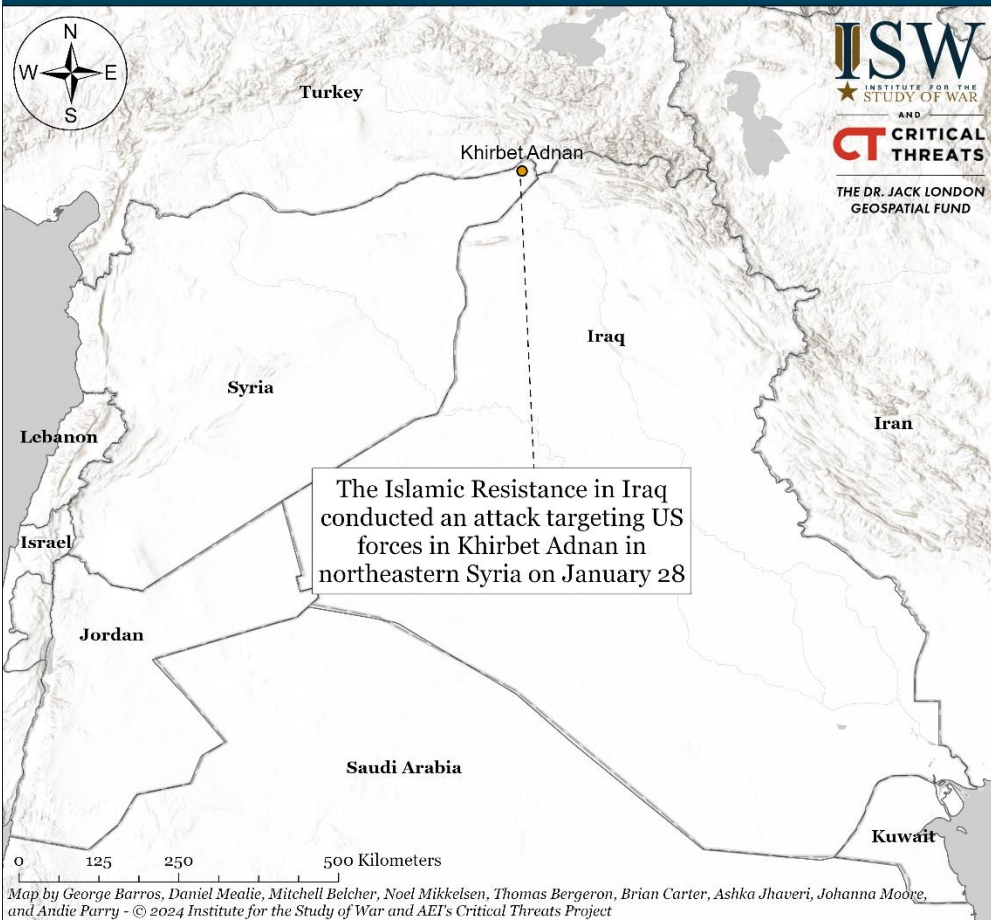 N
W E
S
ISW
INSTITUTE FOR THE
STUDY OF WAR
AND
CT CRITICAL
THREATS
THE DR. JACK LONDON
GEOSPATIAL FUND
Turkey
Khirbet Adnan
Iraq
Syria
Lebanon
Iran
The Islamic Resistance in Iraq
conducted an attack targeting US
forces in Khirbet Adnan in
northeastern Syria on January 28
Israel
Jordan
Saudi Arabia
Kuwait
0 125 250 500 Kilometers
Map by George Barros, Daniel Mealie, Mitchell Belcher, Noel Mikkelsen, Thomas Bergeron, Brian Carter, Ashka Jhaveri, Johanna Moore,
and Andie Parry - © 2024 Institute for the Study of War and AEI's Critical Threats Project